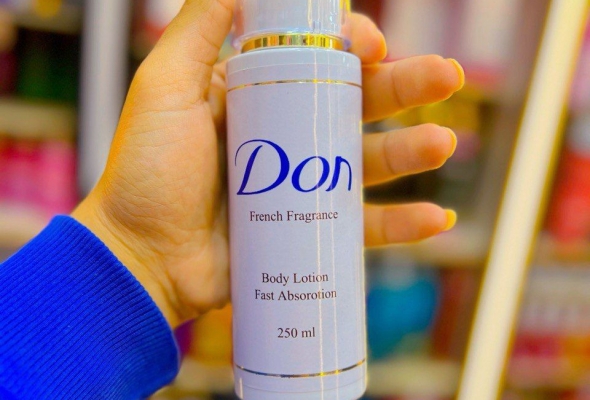 Don
French Fragrance
Body Lotion
Fast Absorotion
250 ml